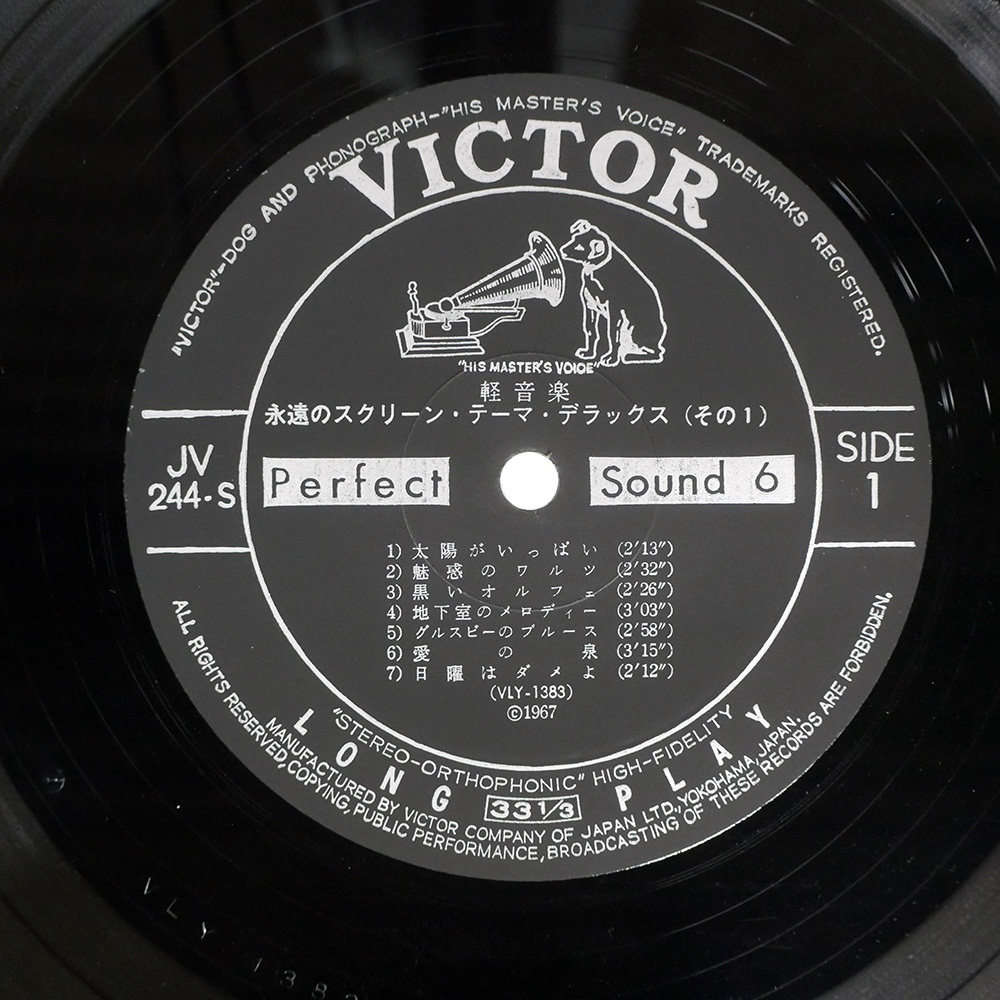 "VICTOR"-DOG AND PHONOGRAPH-"HIS MASTER'S VOICE" TRADEMARKS REGISTERED.
VICTOR
"HIS MASTER'S VOICE"
軽音楽
永遠のスクリーン・テーマ・デラックス (その1)
JV
244-S
Perfect Sound 6
SIDE
1
1) 太陽がいっぱい (2'13")
2) 魅惑のワルツ (2'32")
3) 黒いオルフェ (2'26")
4) 地下室のメロディー (3'03")
5) グルスビーのブルース (2'58")
6) 愛の泉 (3'15")
7) 日曜はダメよ (2'12")
(VLY-1383)
©1967
"STEREO-ORTHOPHONIC" HIGH-FIDELITY
LONG 33 1/3 PLAY
MANUFACTURED BY VICTOR COMPANY OF JAPAN LTD., YOKOHAMA, JAPAN.
ALL RIGHTS RESERVED, COPYING, PUBLIC PERFORMANCE, BROADCASTING OF THESE RECORDS ARE FORBIDDEN.
VLY 138